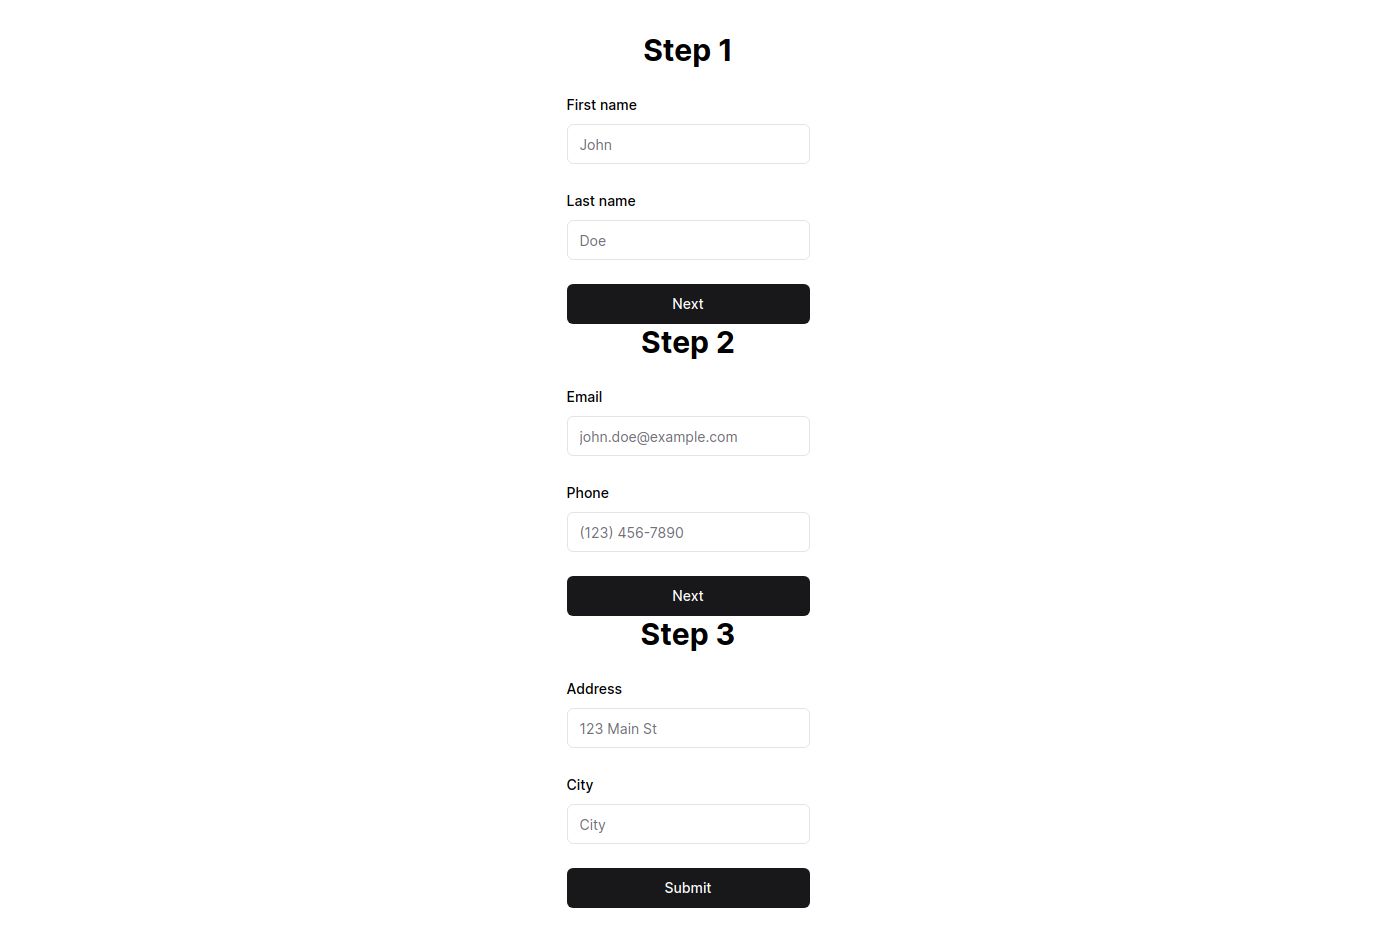 Step 1
First name
John
Last name
Doe
Next
Step 2
Email
john.doe@example.com
Phone
(123) 456-7890
Next
Step 3
Address
123 Main St
City
City
Submit